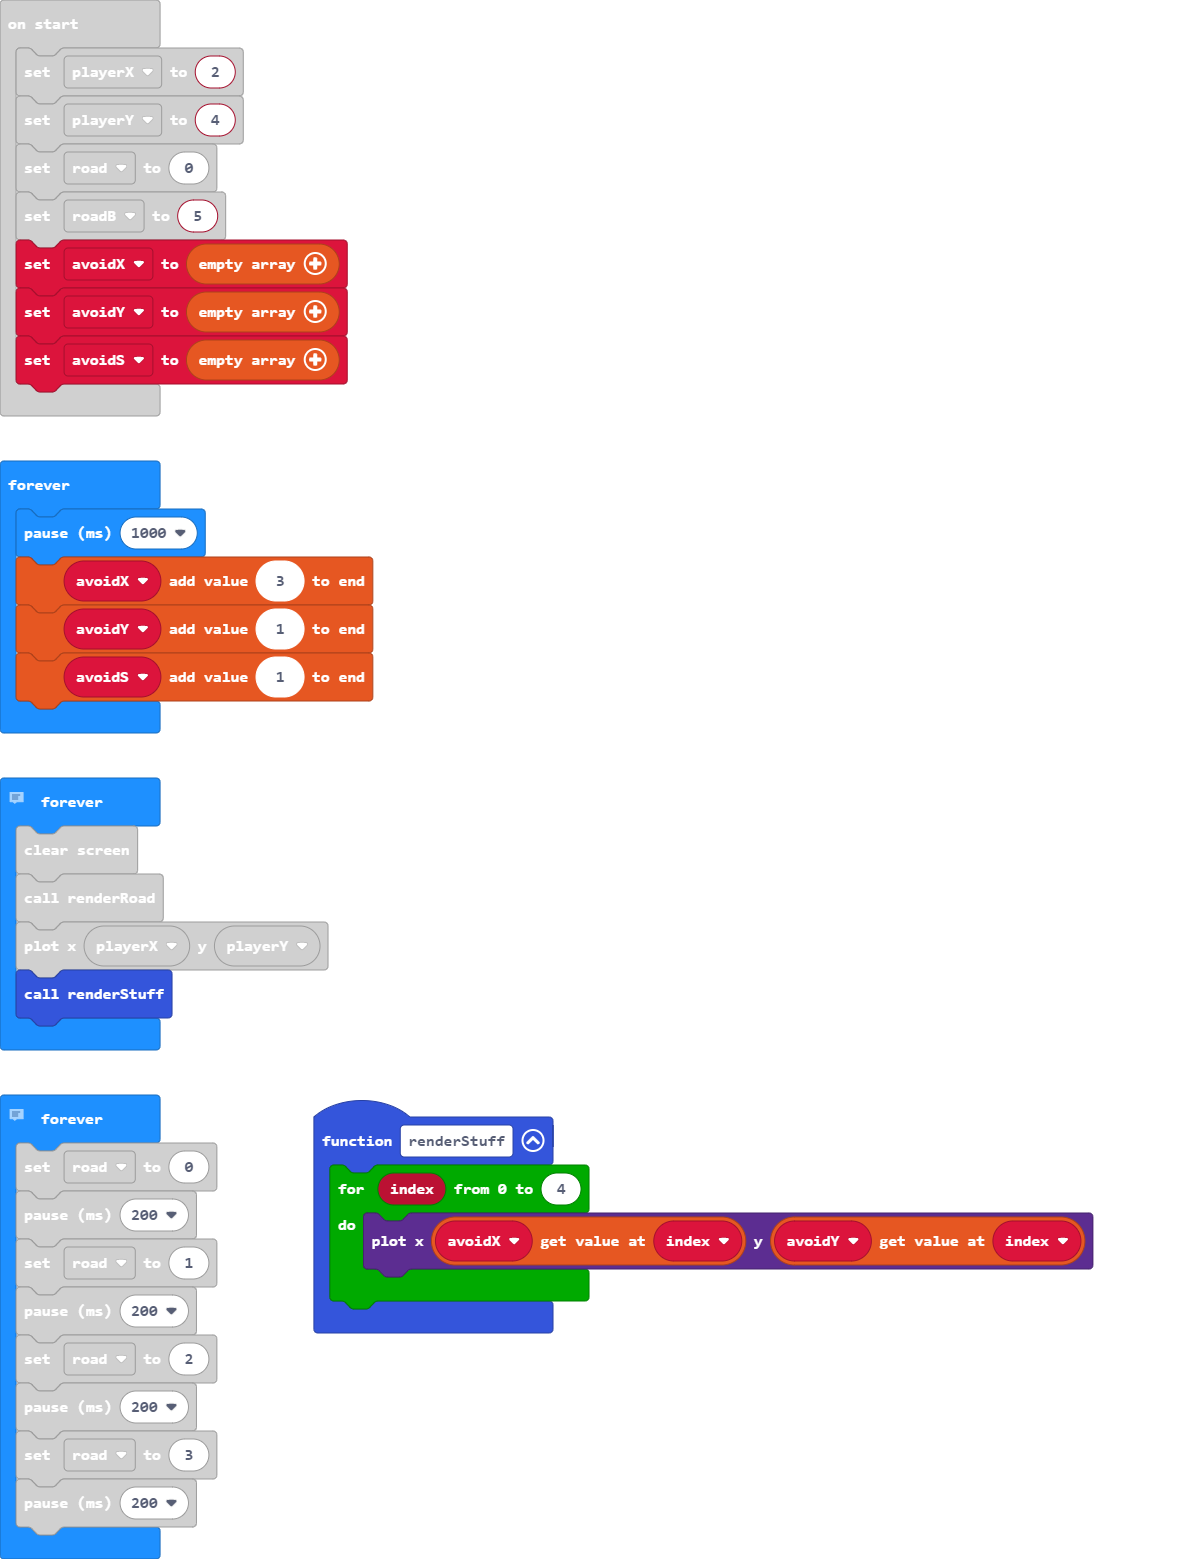 on start
set playerX to 2
set playerY to 4
set road to 0
set roadB to 5
set avoidX to empty array
set avoidY to empty array
set avoidS to empty array
forever
pause (ms) 1000
avoidX add value 3 to end
avoidY add value 1 to end
avoidS add value 1 to end
forever
clear screen
call renderRoad
plot x playerX y playerY
call renderStuff
forever
set road to 0
pause (ms) 200
set road to 1
pause (ms) 200
set road to 2
pause (ms) 200
set road to 3
pause (ms) 200
function renderStuff
for index from 0 to 4
do
plot x avoidX get value at index y avoidY get value at index